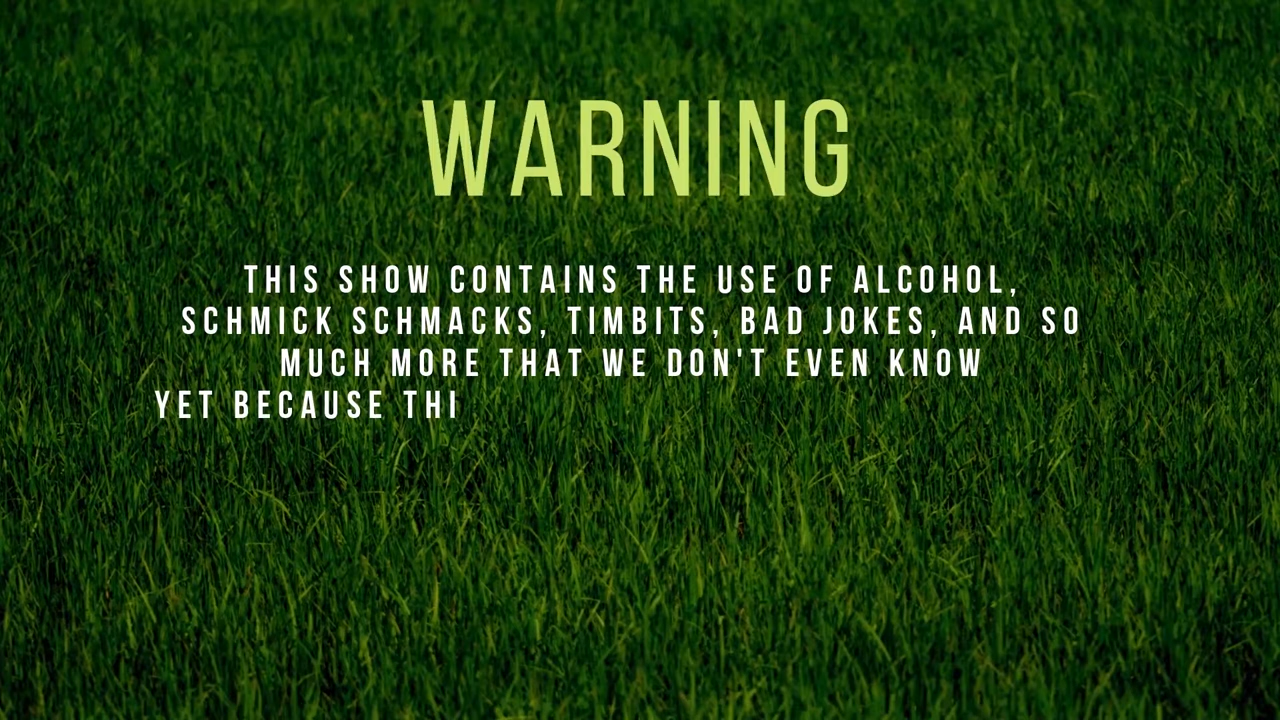 WARNING
THIS SHOW CONTAINS THE USE OF ALCOHOL,
SCHMICK SCHMACKS, TIMBITS, BAD JOKES, AND SO
MUCH MORE THAT WE DON'T EVEN KNOW
YET BECAUSE THI